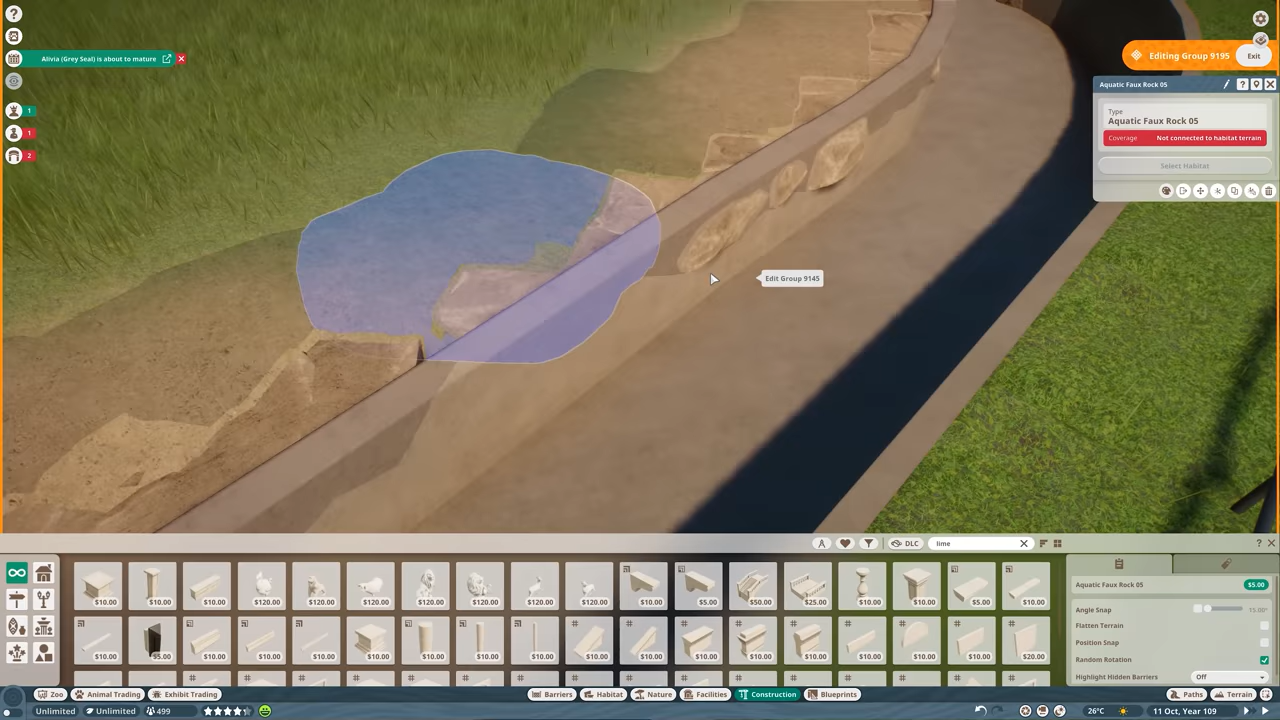 Alivia (Grey Seal) is about to mature
1
1
2
Editing Group 9195
Exit
Aquatic Faux Rock 05
Type
Aquatic Faux Rock 05
Coverage Not connected to habitat terrain
Select Habitat
Edit Group 9145
DLC
lime
$10.00 $10.00 $10.00 $120.00 $120.00 $120.00 $120.00 $120.00 $120.00 $120.00 $10.00 $5.00 $50.00 $25.00 $10.00 $10.00 $5.00 $10.00
$10.00 $5.00 $10.00 $10.00 $10.00 $10.00 $10.00 $10.00 $10.00 $10.00 $10.00 $10.00 $10.00 $10.00 $10.00 $10.00 $10.00 $20.00
Aquatic Faux Rock 05 $5.00
Angle Snap 15.00°
Flatten Terrain
Position Snap
Random Rotation
Highlight Hidden Barriers Off
Zoo Animal Trading Exhibit Trading Barriers Habitat Nature Facilities Construction Blueprints Paths Terrain
Unlimited Unlimited 499 26°C 11 Oct, Year 109